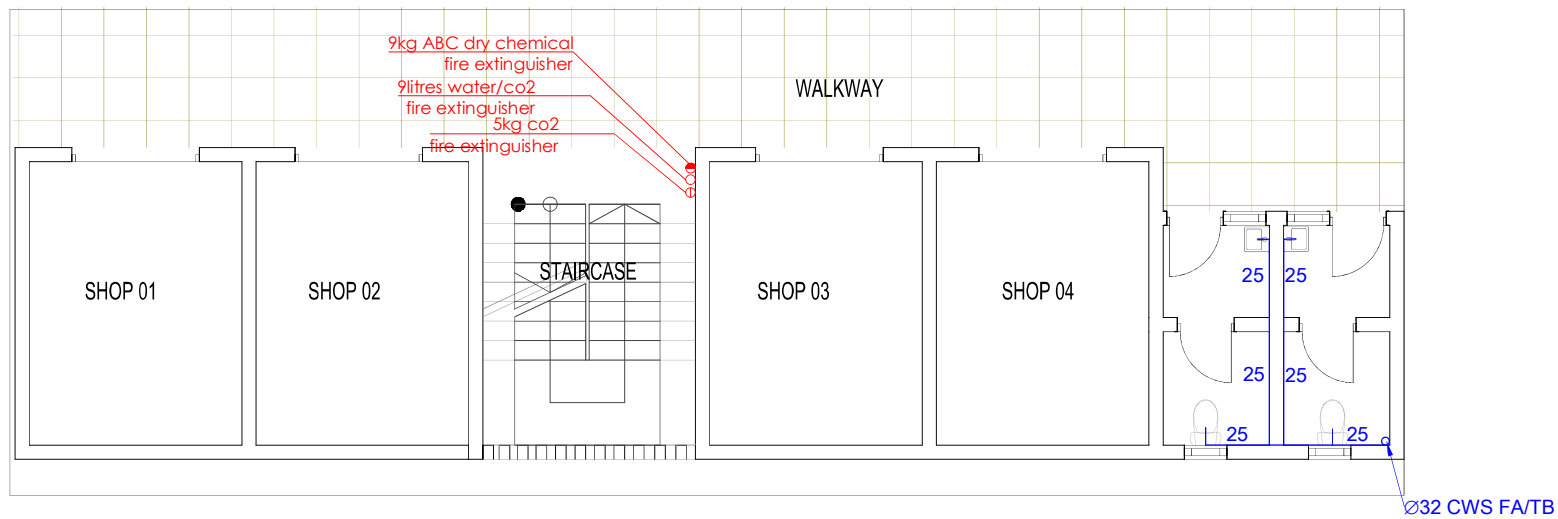 9kg ABC dry chemical
fire extinguisher
9litres water/co2
fire extinguisher
5kg co2
fire extinguisher
WALKWAY
STAIRCASE
SHOP 01
SHOP 02
SHOP 03
SHOP 04
25
25
25
25
25
25
Ø32 CWS FA/TB